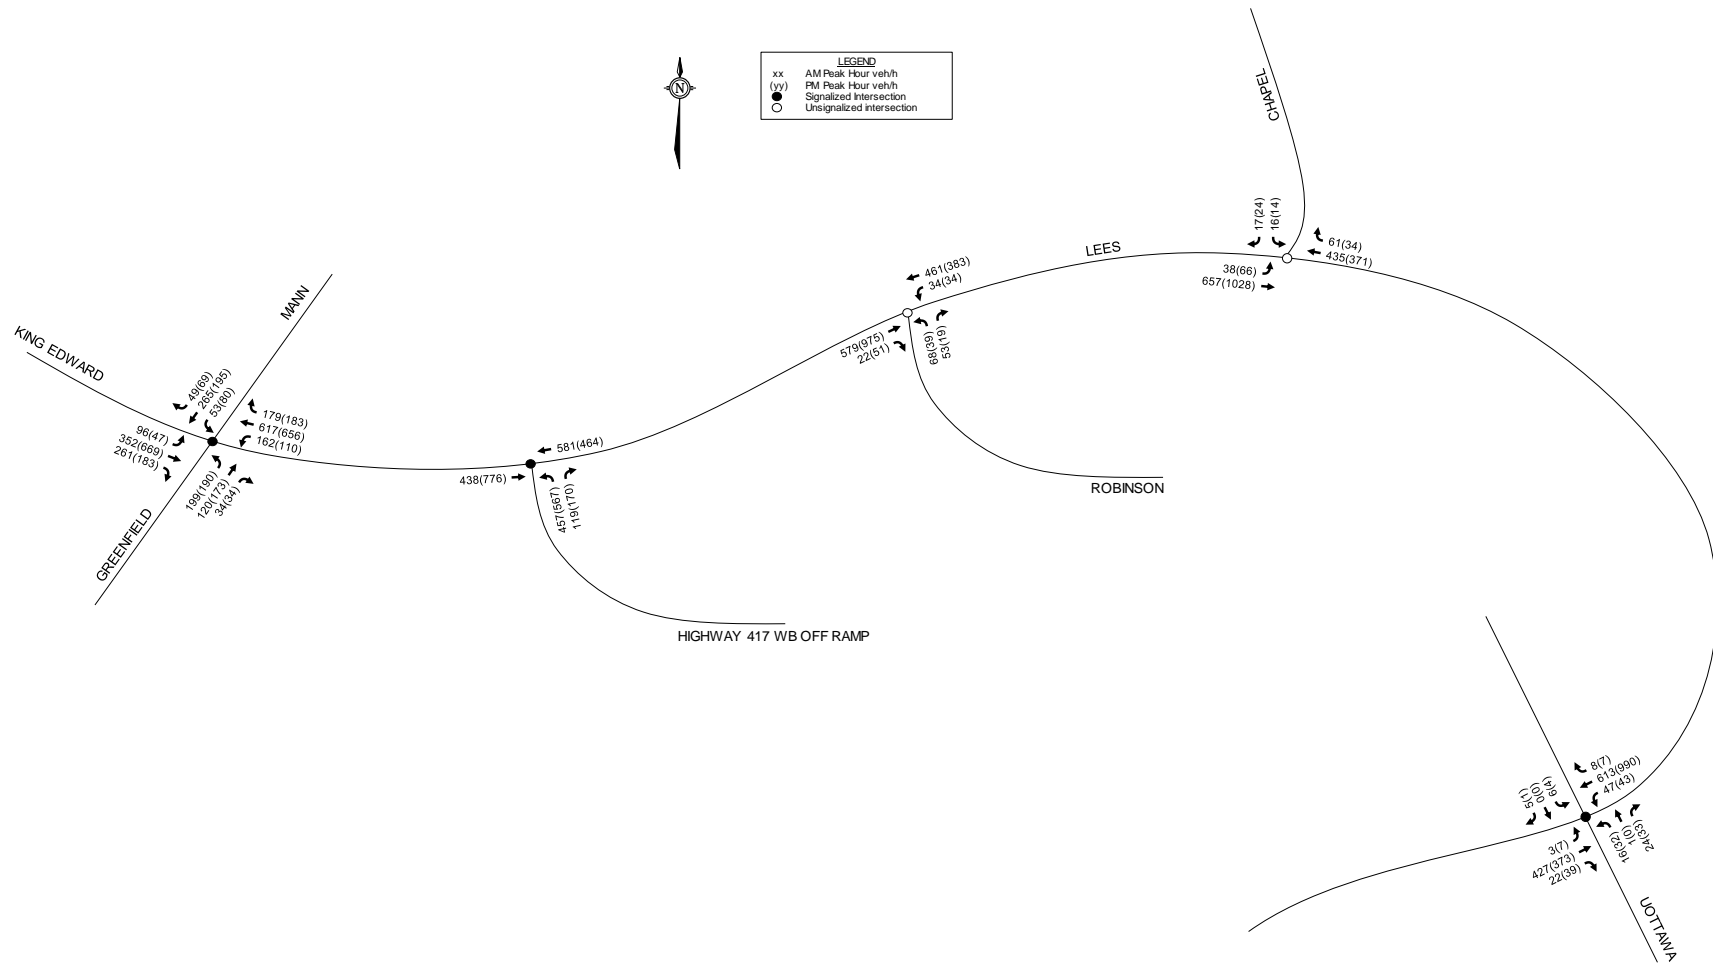 LEGEND
xx AM Peak Hour veh/h
(yy) PM Peak Hour veh/h
Signalized Intersection
Unsignalized intersection
N
CHAPEL
17(24)
16(14)
61(34)
435(371)
38(66)
657(1028)
LEES
461(383)
34(34)
579(975)
22(51)
68(39)
53(19)
ROBINSON
MANN
KING EDWARD
49(69)
265(195)
53(80)
179(183)
617(656)
162(110)
96(47)
352(669)
261(183)
199(190)
120(173)
34(34)
GREENFIELD
581(464)
438(776)
457(567)
119(170)
HIGHWAY 417 WB OFF RAMP
8(7)
613(990)
47(43)
5(1)
0(0)
6(4)
3(7)
427(373)
22(39)
16(32)
1(0)
24(33)
UOTTAWA